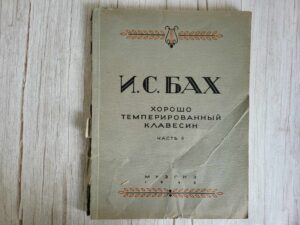 И.С.БАХ
ХОРОШО
ТЕМПЕРИРОВАННЫЙ
КЛАВЕСИН
ЧАСТЬ
МУЗГИЗ